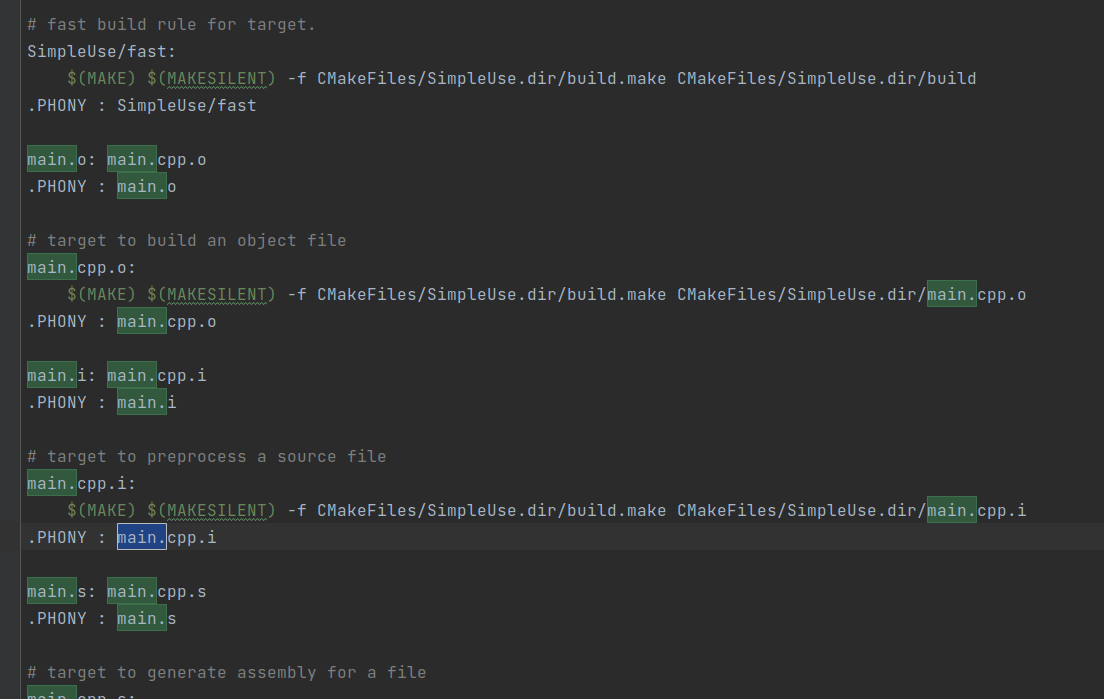 # fast build rule for target.
SimpleUse/fast:
$(MAKE) $(MAKESILENT) -f CMakeFiles/SimpleUse.dir/build.make CMakeFiles/SimpleUse.dir/build
.PHONY : SimpleUse/fast
main.o: main.cpp.o
.PHONY : main.o
# target to build an object file
main.cpp.o:
$(MAKE) $(MAKESILENT) -f CMakeFiles/SimpleUse.dir/build.make CMakeFiles/SimpleUse.dir/main.cpp.o
.PHONY : main.cpp.o
main.i: main.cpp.i
.PHONY : main.i
# target to preprocess a source file
main.cpp.i:
$(MAKE) $(MAKESILENT) -f CMakeFiles/SimpleUse.dir/build.make CMakeFiles/SimpleUse.dir/main.cpp.i
.PHONY : main.cpp.i
main.s: main.cpp.s
.PHONY : main.s
# target to generate assembly for a file
main.cpp.s: